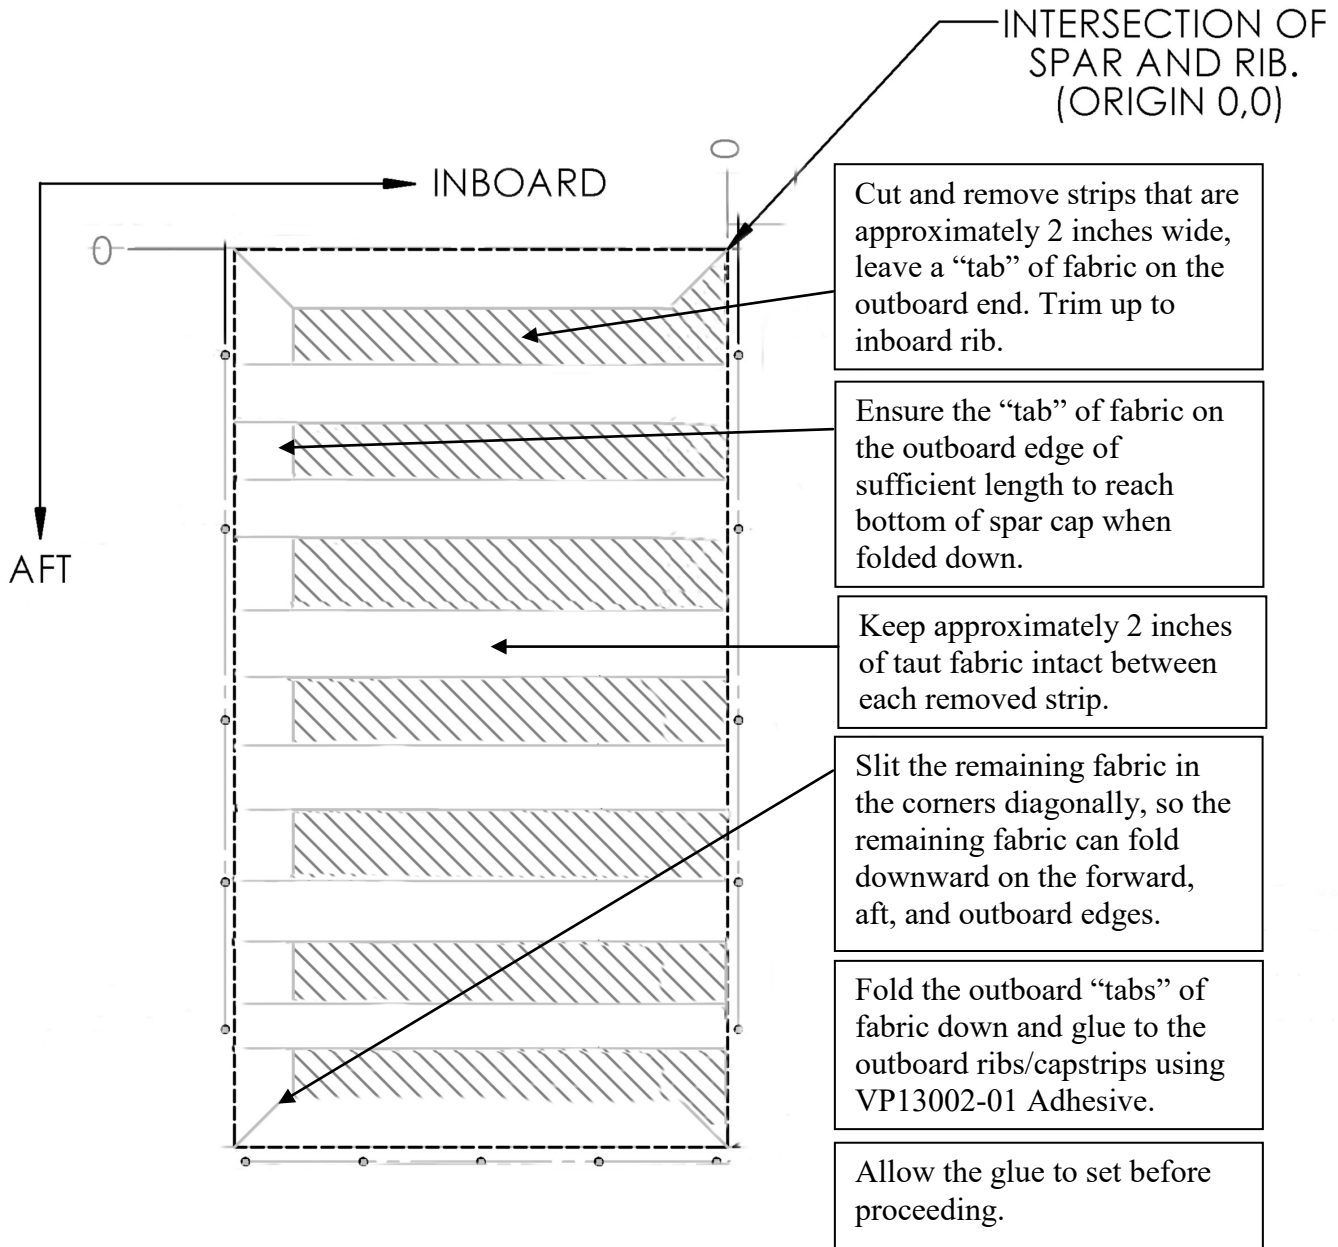 INTERSECTION OF
SPAR AND RIB.
(ORIGIN 0,0)
0
INBOARD
0
AFT
Cut and remove strips that are
approximately 2 inches wide,
leave a “tab” of fabric on the
outboard end. Trim up to
inboard rib.
Ensure the “tab” of fabric on
the outboard edge of
sufficient length to reach
bottom of spar cap when
folded down.
Keep approximately 2 inches
of taut fabric intact between
each removed strip.
Slit the remaining fabric in
the corners diagonally, so the
remaining fabric can fold
downward on the forward,
aft, and outboard edges.
Fold the outboard “tabs” of
fabric down and glue to the
outboard ribs/capstrips using
VP13002-01 Adhesive.
Allow the glue to set before
proceeding.